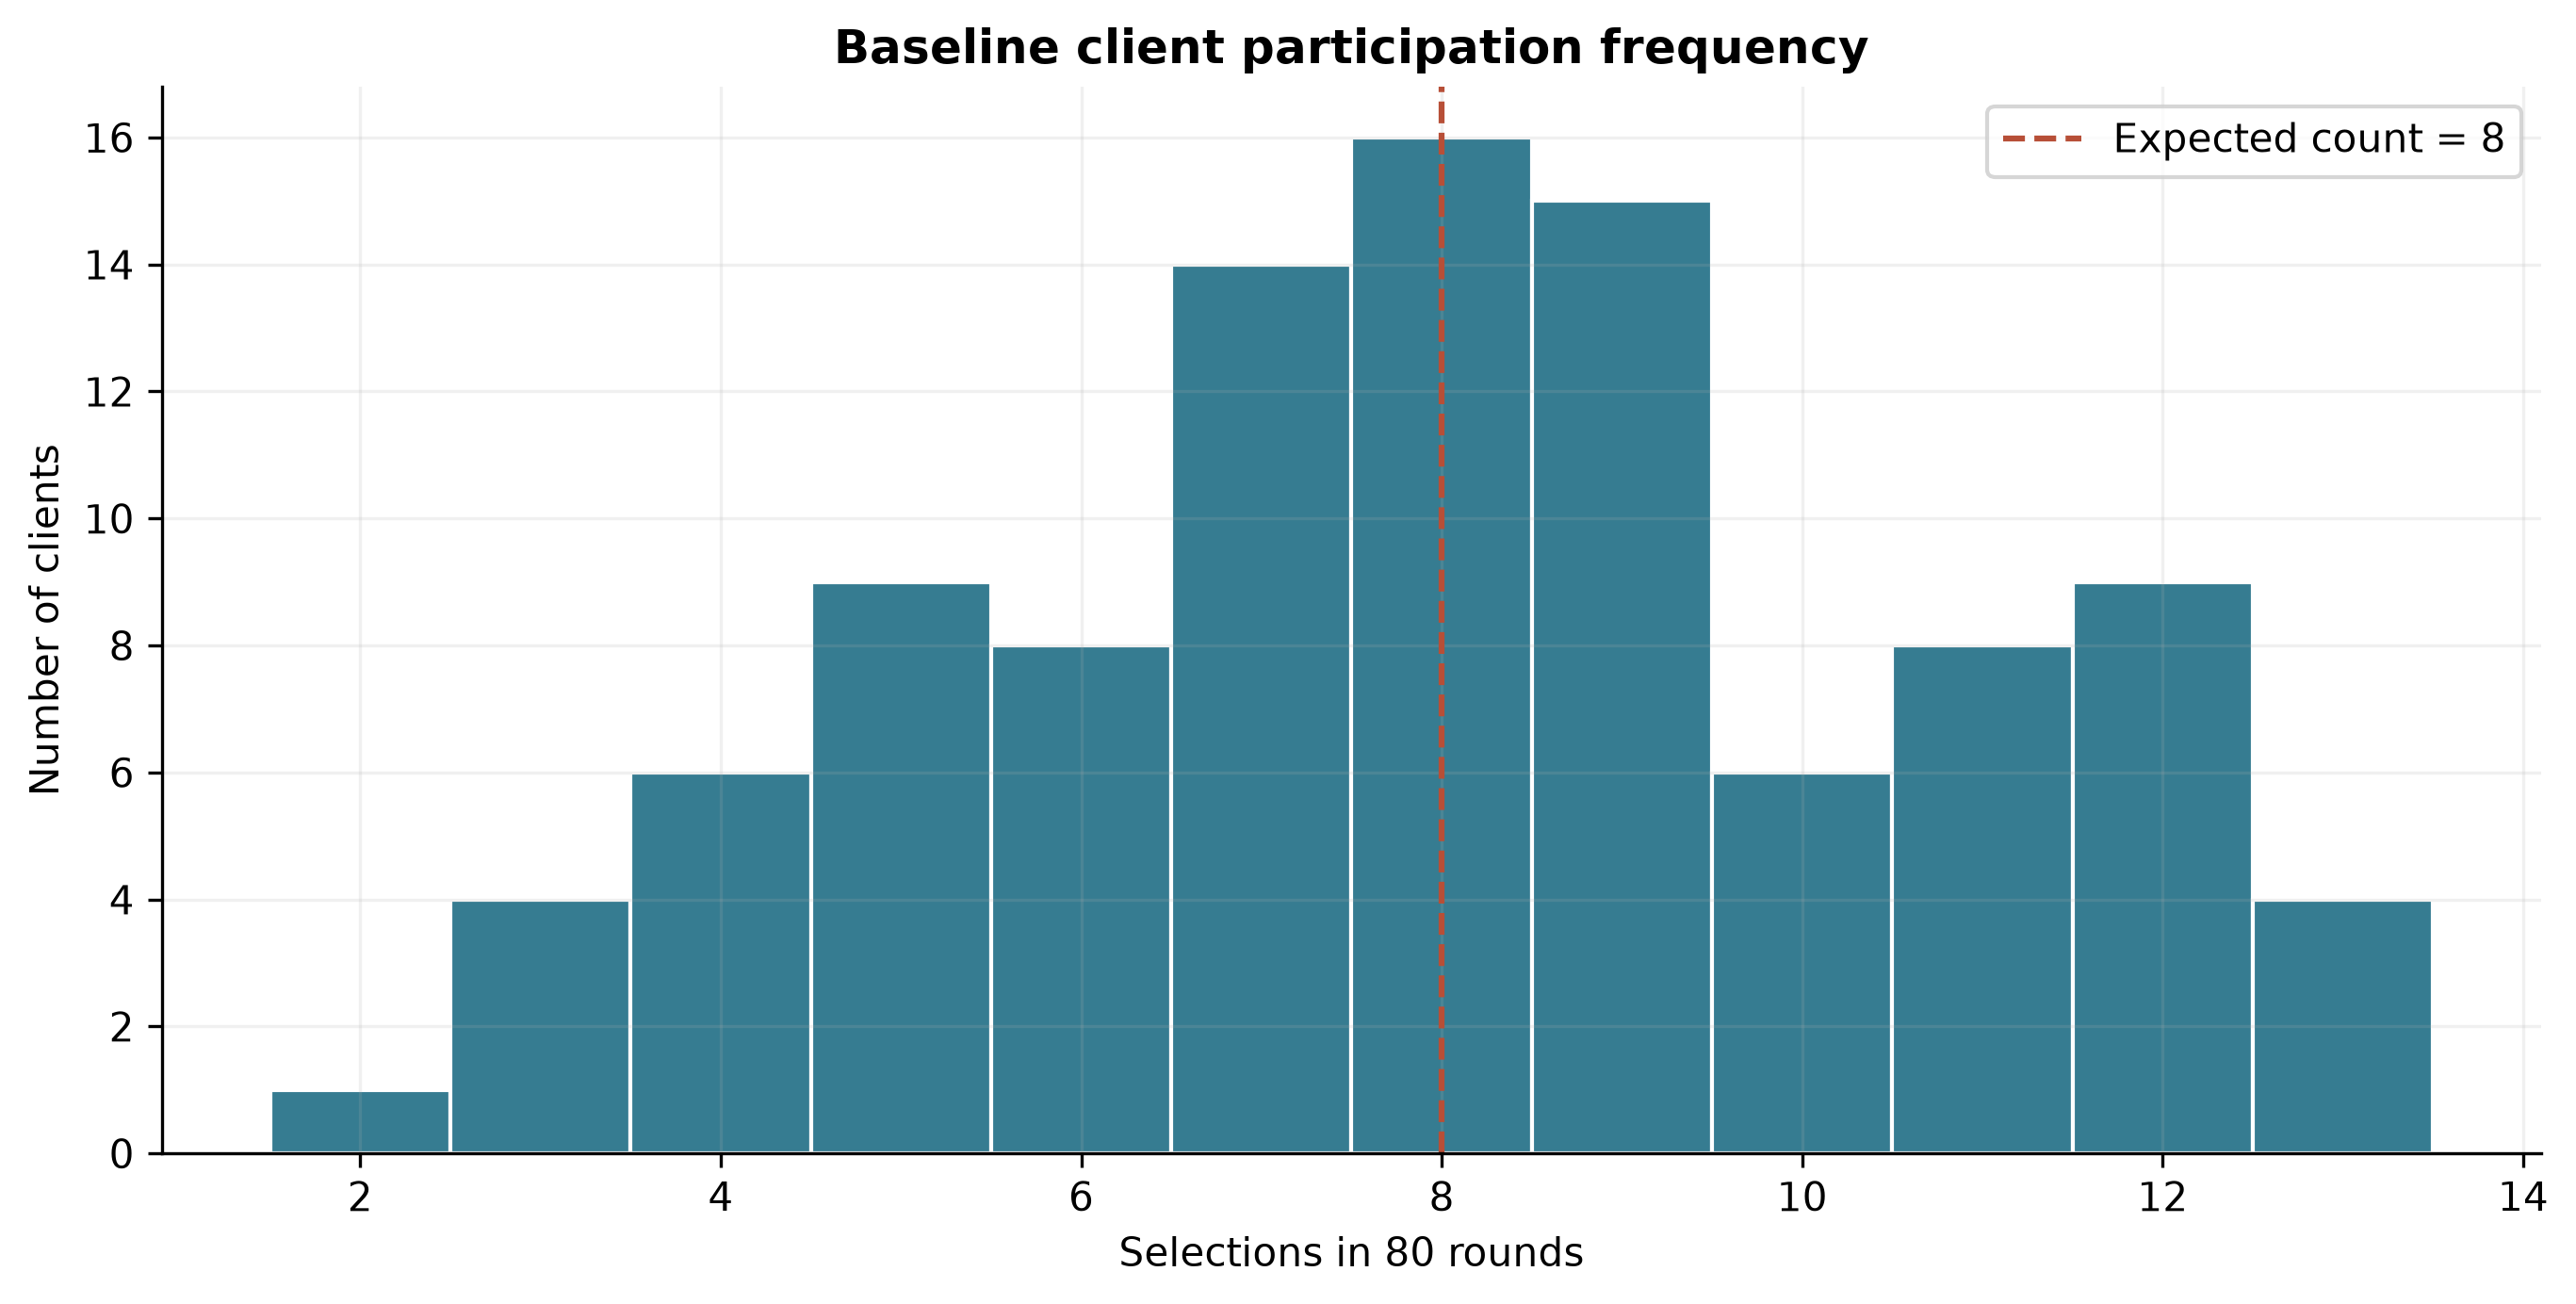 Baseline client participation frequency
Expected count = 8
Number of clients
16
14
12
10
8
6
4
2
0
2 4 6 8 10 12 14
Selections in 80 rounds